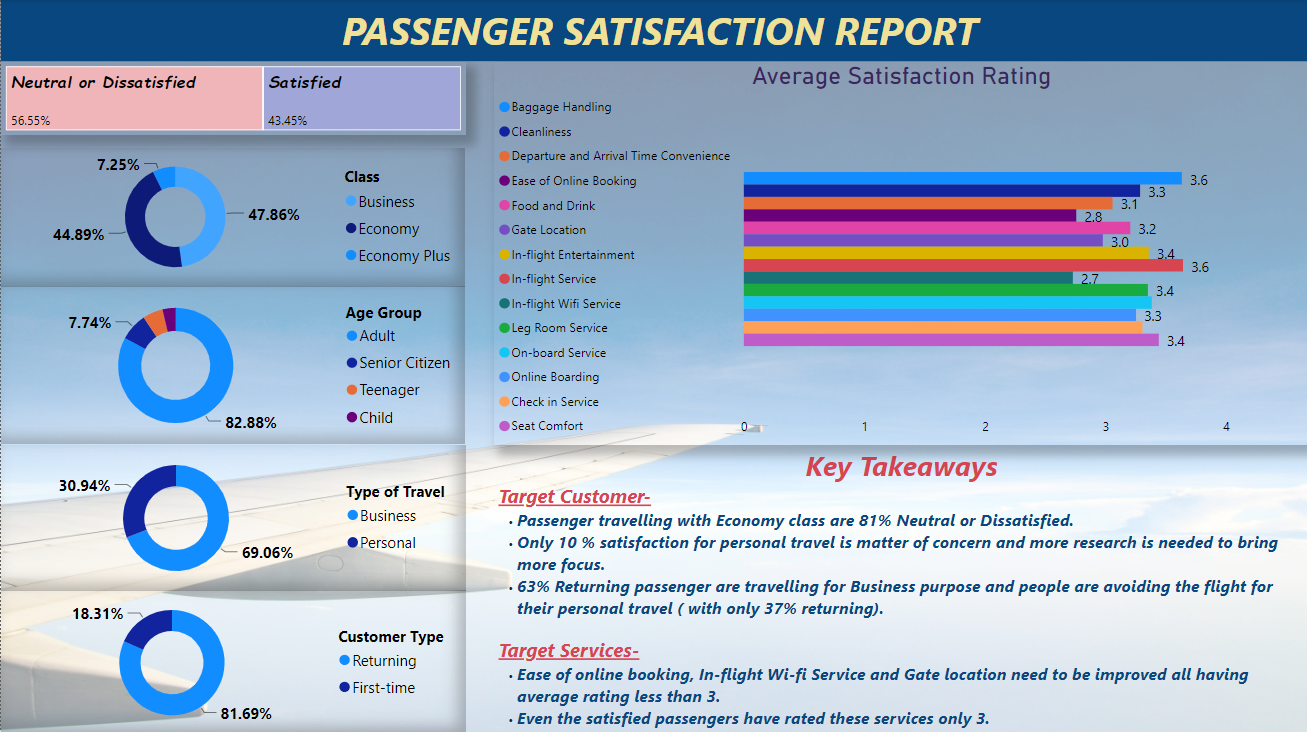 PASSENGER SATISFACTION REPORT
Neutral or Dissatisfied
56.55%
Satisfied
43.45%
7.25%
47.86%
44.89%
Class
Business
Economy
Economy Plus
7.74%
82.88%
Age Group
Adult
Senior Citizen
Teenager
Child
30.94%
69.06%
Type of Travel
Business
Personal
18.31%
81.69%
Customer Type
Returning
First-time
Average Satisfaction Rating
Baggage Handling
Cleanliness
Departure and Arrival Time Convenience
Ease of Online Booking
Food and Drink
Gate Location
In-flight Entertainment
In-flight Service
In-flight Wifi Service
Leg Room Service
On-board Service
Online Boarding
Check in Service
Seat Comfort
3.6
3.3
3.1
2.8
3.2
3.0
3.4
3.6
2.7
3.4
3.3
3.4
0 1 2 3 4
Key Takeaways
Target Customer-
• Passenger travelling with Economy class are 81% Neutral or Dissatisfied.
• Only 10 % satisfaction for personal travel is matter of concern and more research is needed to bring
more focus.
• 63% Returning passenger are travelling for Business purpose and people are avoiding the flight for
their personal travel ( with only 37% returning).
Target Services-
• Ease of online booking, In-flight Wi-fi Service and Gate location need to be improved all having
average rating less than 3.
• Even the satisfied passengers have rated these services only 3.